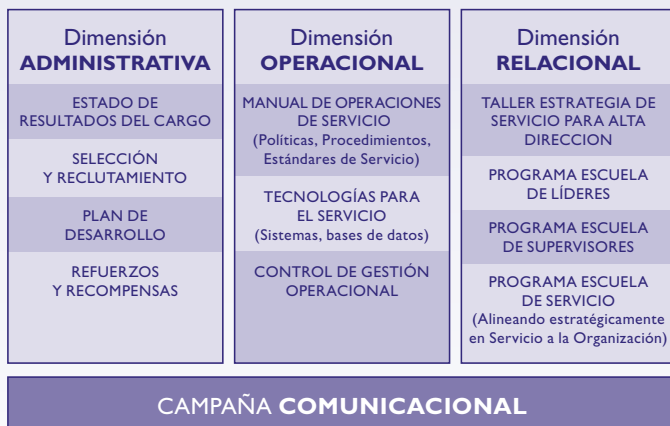 Dimensión
ADMINISTRATIVA
ESTADO DE
RESULTADOS DEL CARGO
SELECCIÓN
Y RECLUTAMIENTO
PLAN DE
DESARROLLO
REFUERZOS
Y RECOMPENSAS
Dimensión
OPERACIONAL
MANUAL DE OPERACIONES
DE SERVICIO
(Políticas, Procedimientos,
Estándares de Servicio)
TECNOLOGÍAS PARA
EL SERVICIO
(Sistemas, bases de datos)
CONTROL DE GESTIÓN
OPERACIONAL
Dimensión
RELACIONAL
TALLER ESTRATEGIA DE
SERVICIO PARA ALTA
DIRECCION
PROGRAMA ESCUELA
DE LÍDERES
PROGRAMA ESCUELA
DE SUPERVISORES
PROGRAMA ESCUELA
DE SERVICIO
(Alineando estratégicamente
en Servicio a la Organización)
CAMPAÑA COMUNICACIONAL